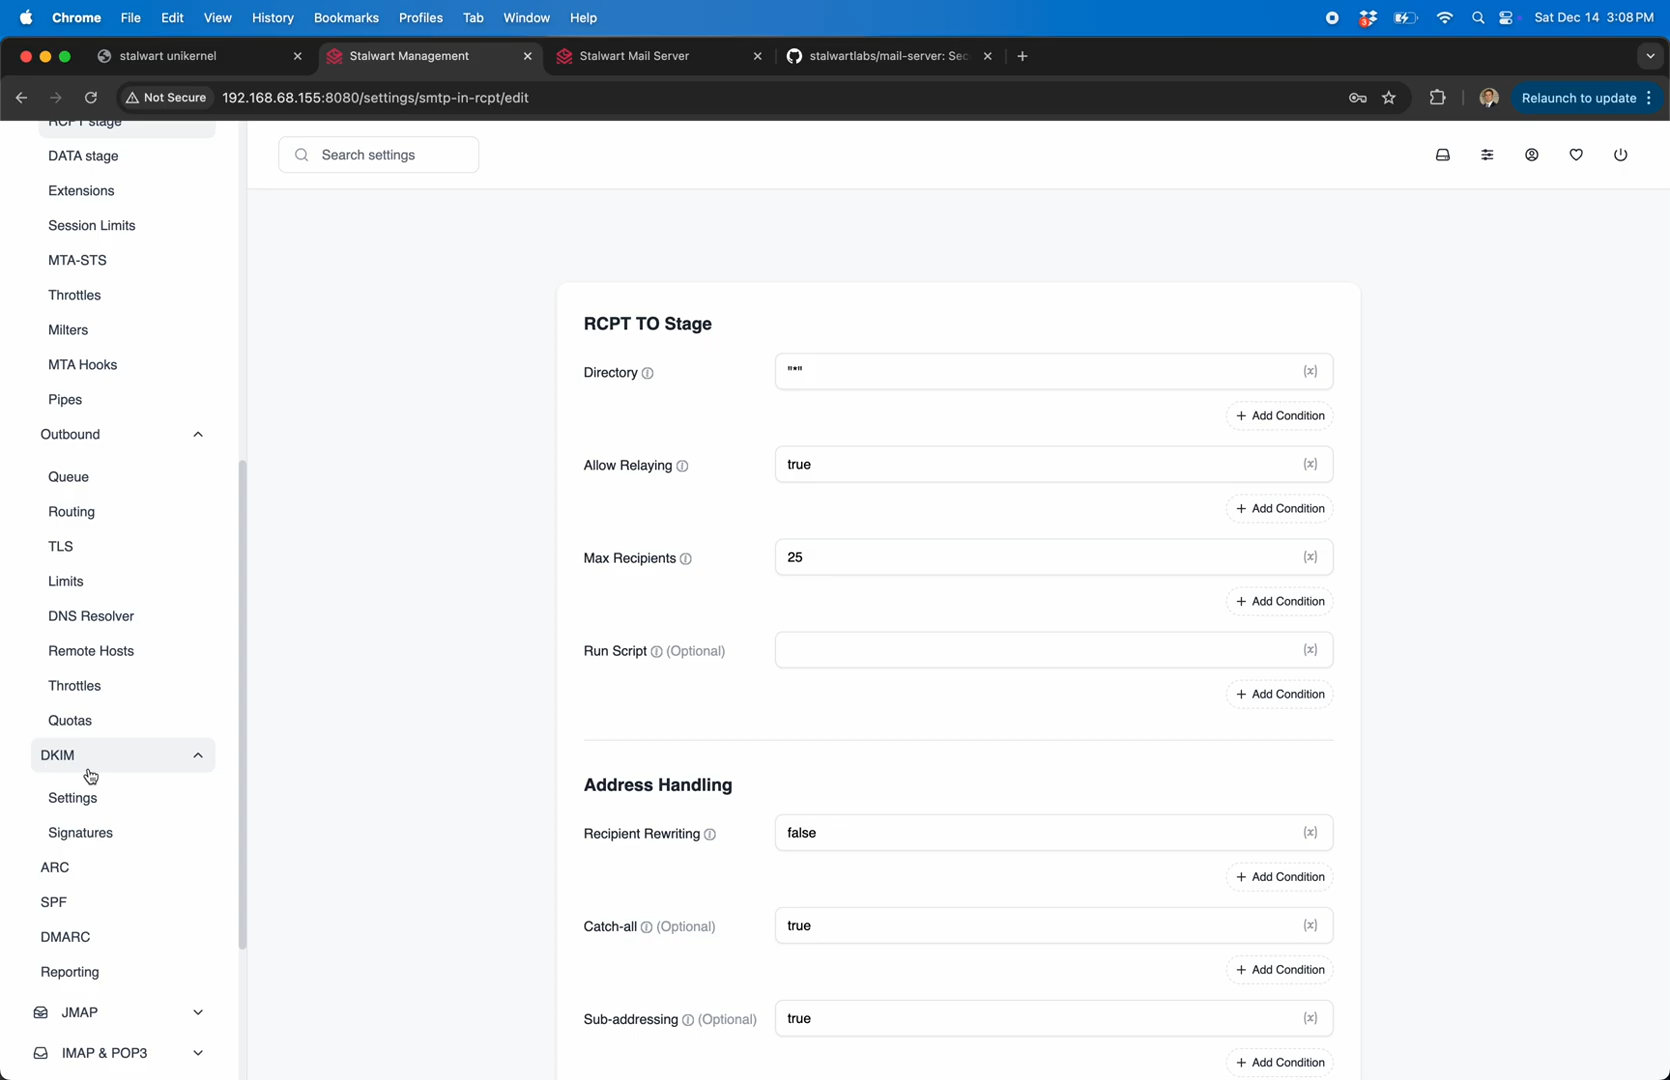 Chrome File Edit View History Bookmarks Profiles Tab Window Help 3 Sat Dec 14 3:08 PM
stalwart unikernel Stalwart Management Stalwart Mail Server stalwartlabs/mail-server: Sec
Not Secure 192.168.68.155:8080/settings/smtp-in-rcpt/edit Relaunch to update
RCPT stage
DATA stage
Extensions
Session Limits
MTA-STS
Throttles
Milters
MTA Hooks
Pipes
Outbound
Queue
Routing
TLS
Limits
DNS Resolver
Remote Hosts
Throttles
Quotas
DKIM
Settings
Signatures
ARC
SPF
DMARC
Reporting
JMAP
IMAP & POP3
Search settings
RCPT TO Stage
Directory "*" (x)
+ Add Condition
Allow Relaying true (x)
+ Add Condition
Max Recipients 25 (x)
+ Add Condition
Run Script (Optional) (x)
+ Add Condition
Address Handling
Recipient Rewriting false (x)
+ Add Condition
Catch-all (Optional) true (x)
+ Add Condition
Sub-addressing (Optional) true (x)
+ Add Condition